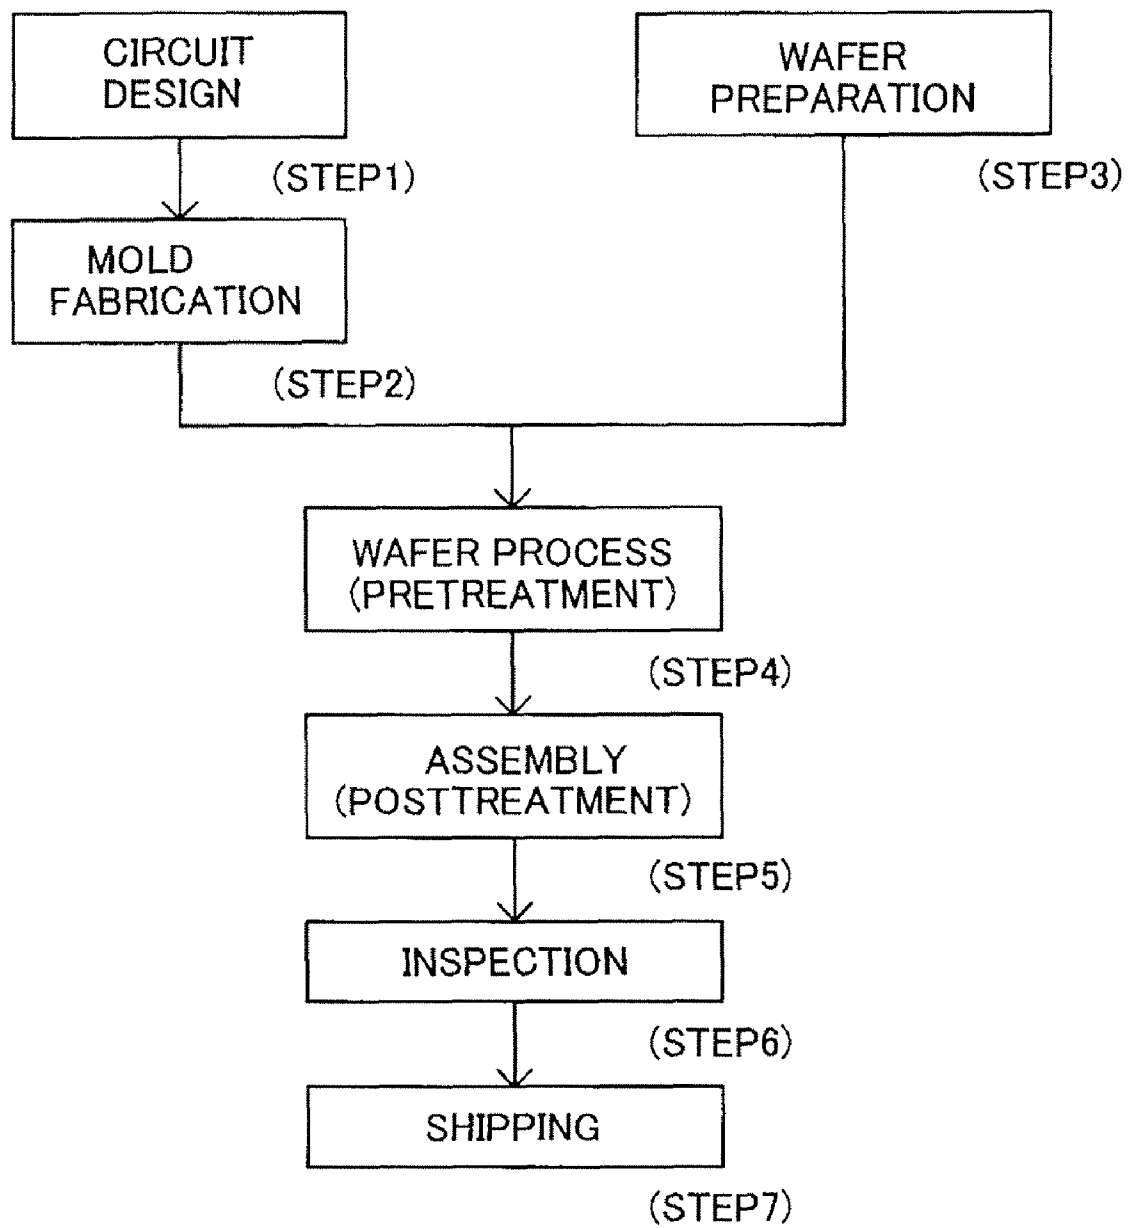 CIRCUIT
DESIGN
(STEP1)
MOLD
FABRICATION
(STEP2)
WAFER
PREPARATION
(STEP3)
WAFER PROCESS
(PRETREATMENT)
(STEP4)
ASSEMBLY
(POSTTREATMENT)
(STEP5)
INSPECTION
(STEP6)
SHIPPING
(STEP7)